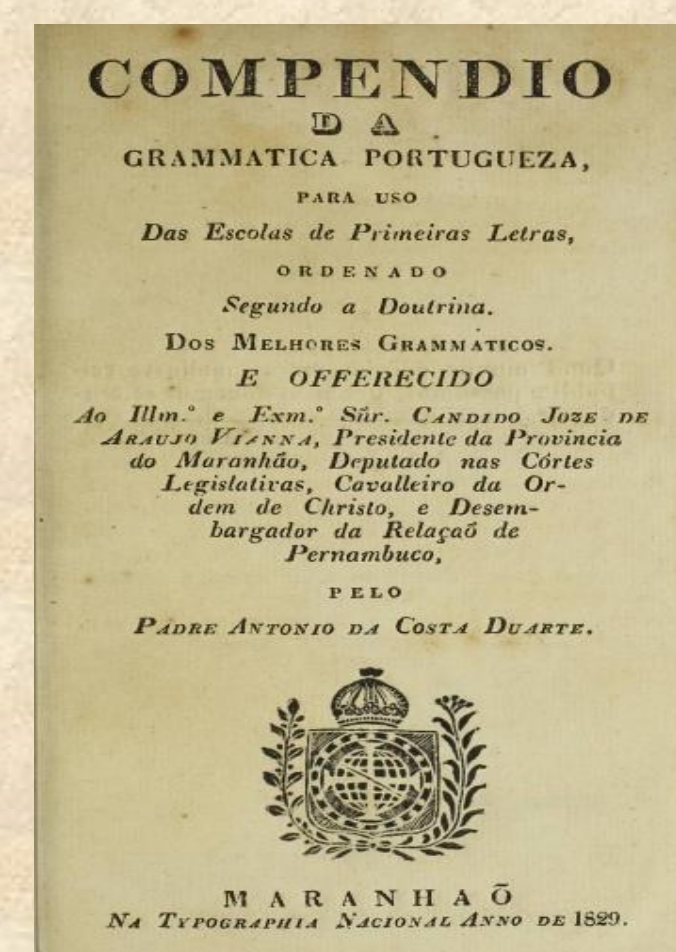 COMPENDIO
DA
GRAMMATICA PORTUGUEZA,
PARA USO
Das Escolas de Primeiras Letras,
ORDENADO
Segundo a Doutrina.
DOS MELHORES GRAMMATICOS.
E OFFERECIDO
Ao Illm.º e Exm.º Sñr. CANDIDO JOZE DE
ARAUJO VIANNA, Presidente da Provincia
do Maranhão, Deputado nas Córtes
Legislativas, Cavalleiro da Or-
dem de Christo, e Desem-
bargador da Relaçaõ de
Pernambuco,
PELO
PADRE ANTONIO DA COSTA DUARTE.
MARANHAÕ
NA TYPOGRAPHIA NACIONAL ANNO DE 1829.